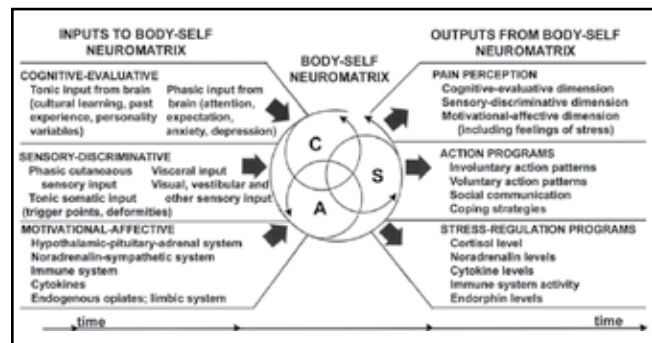 INPUTS TO BODY-SELF
NEUROMATRIX
BODY-SELF
NEUROMATRIX
OUTPUTS FROM BODY-SELF
NEUROMATRIX
COGNITIVE-EVALUATIVE
Tonic input from brain
(cultural learning, past
experience, personality
variables)
Phasic input from
brain (attention,
expectation,
anxiety, depression)
SENSORY-DISCRIMINATIVE
Phasic cutaneous
sensory input
Tonic somatic input
(trigger points, deformities)
Visceral input
Visual, vestibular and
other sensory input
MOTIVATIONAL-AFFECTIVE
Hypothalamic-pituitary-adrenal system
Noradrenalin-sympathetic system
Immune system
Cytokines
Endogenous opiates; limbic system
C
S
A
PAIN PERCEPTION
Cognitive-evaluative dimension
Sensory-discriminative dimension
Motivational-affective dimension
(including feelings of stress)
ACTION PROGRAMS
Involuntary action patterns
Voluntary action patterns
Social communication
Coping strategies
STRESS-REGULATION PROGRAMS
Cortisol level
Noradrenalin levels
Cytokine levels
Immune system activity
Endorphin levels
time
time